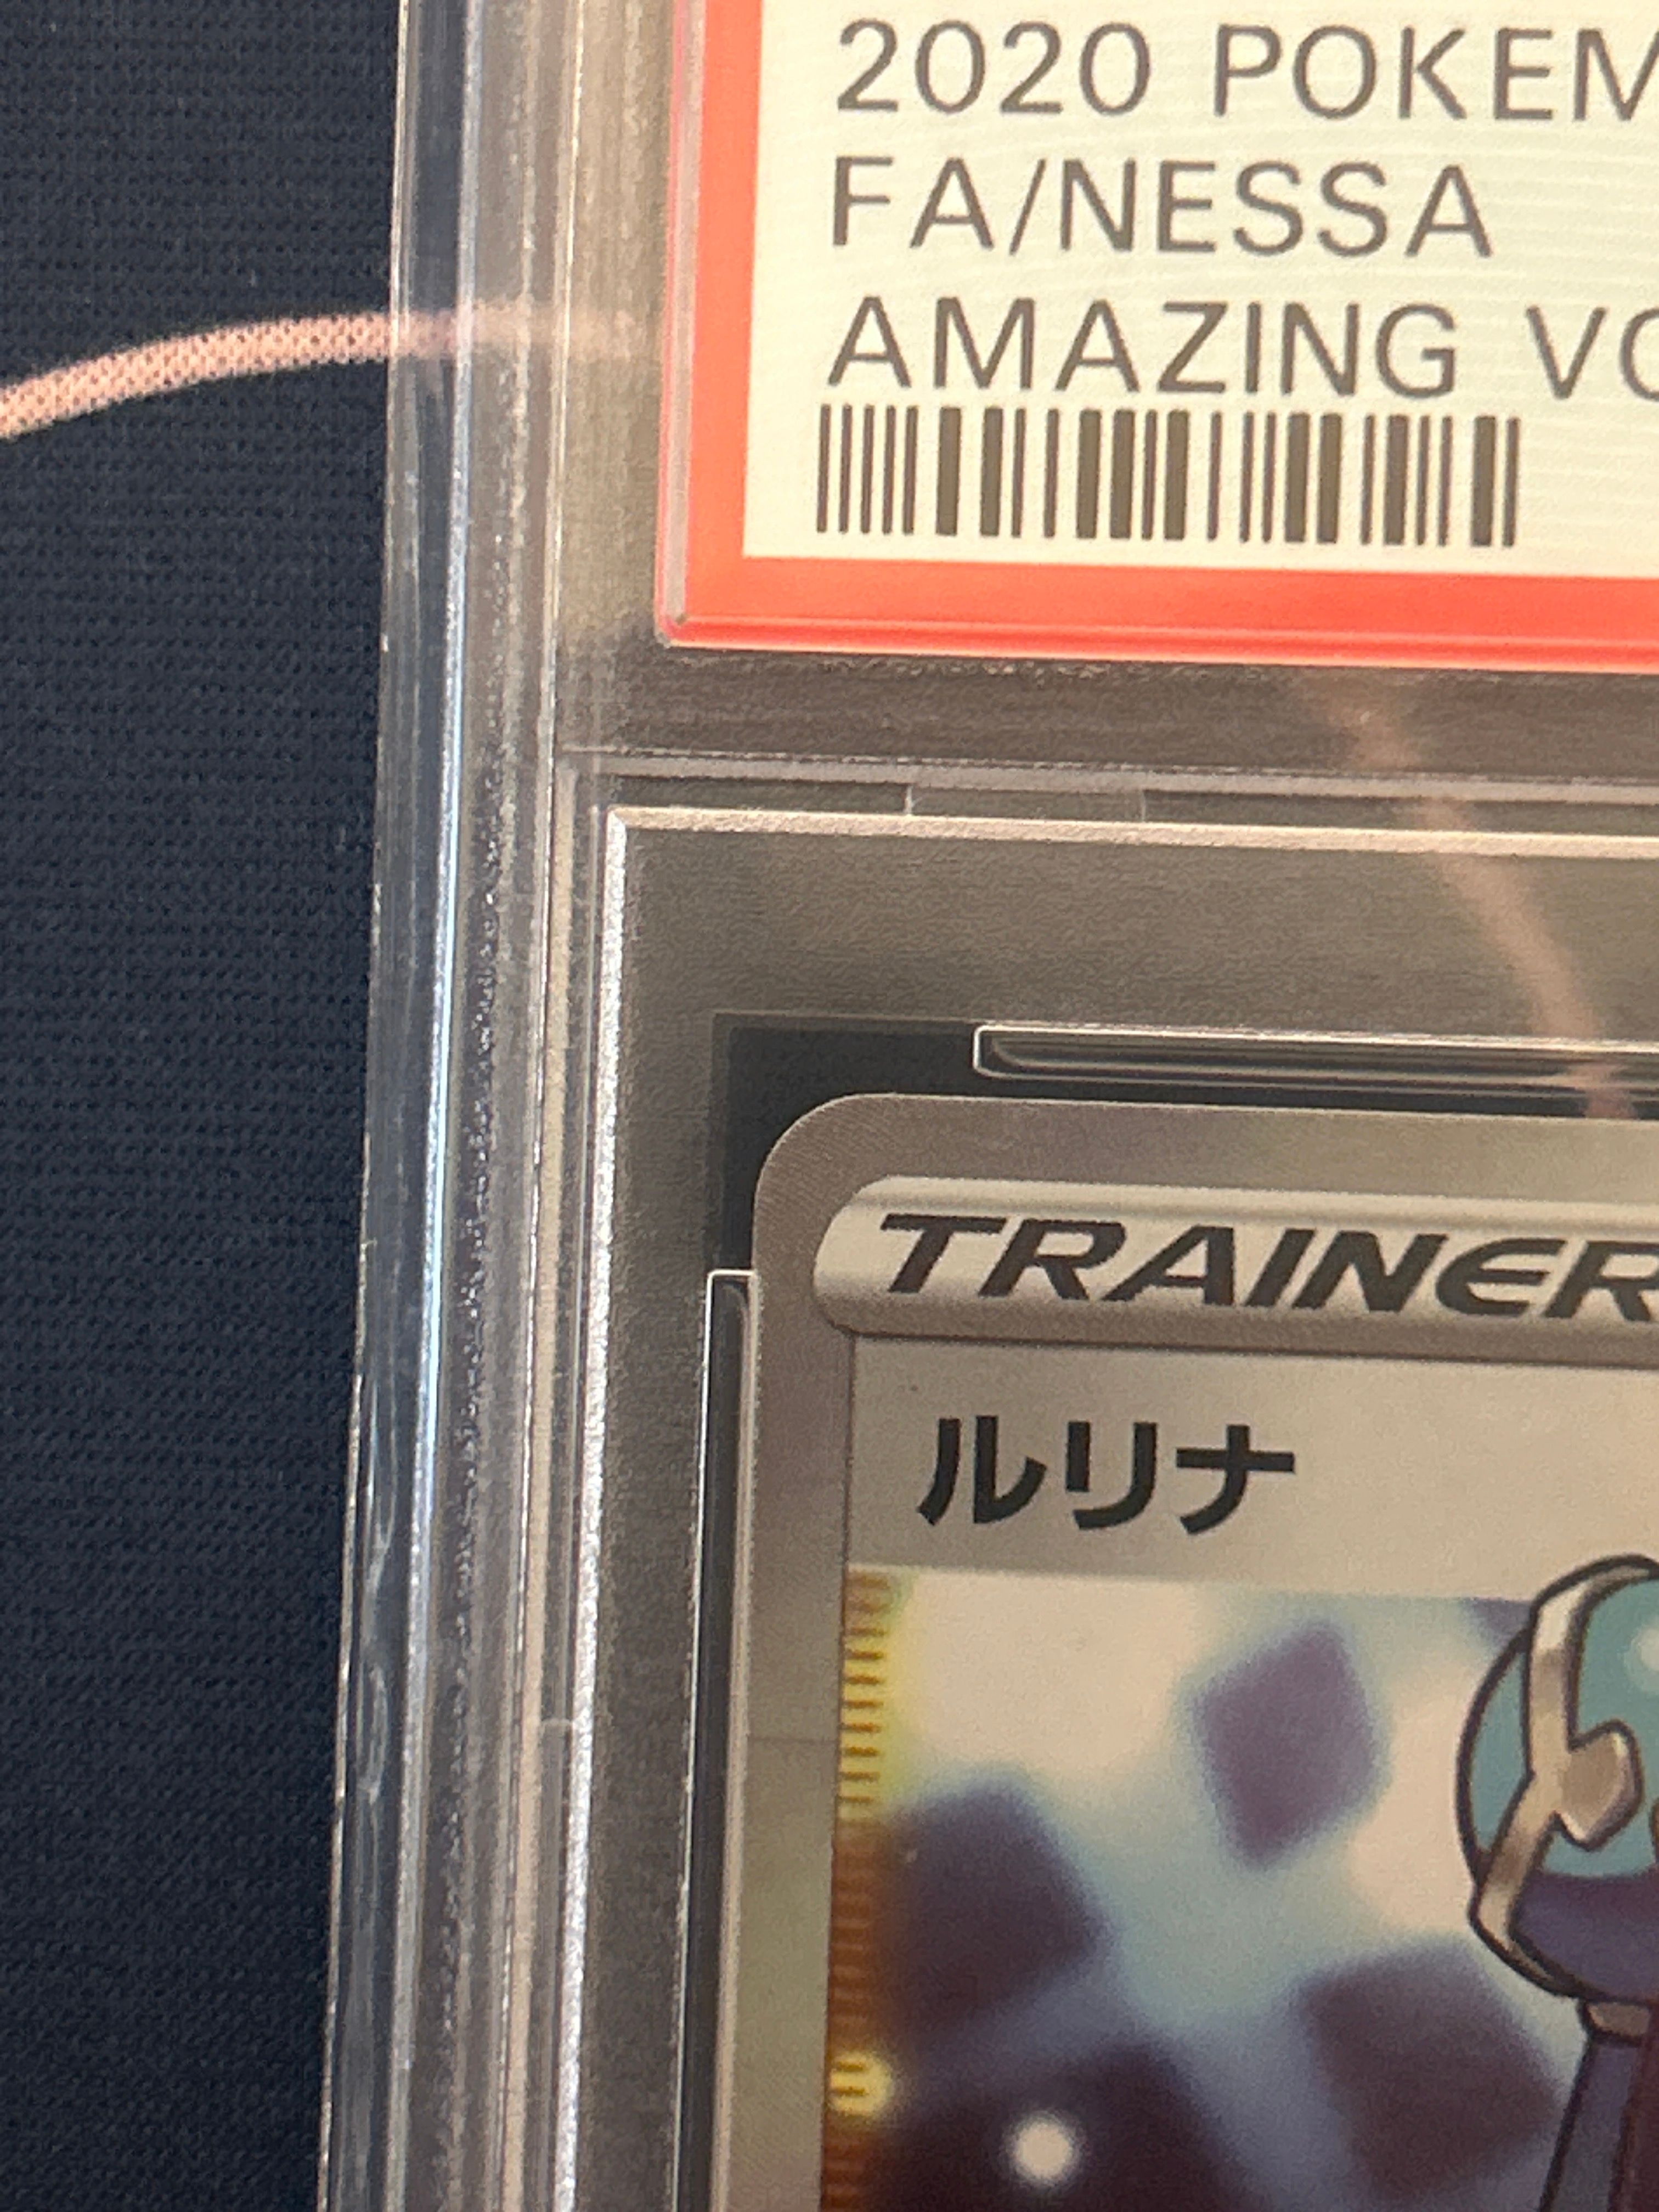 2020 POKEM
FA/NESSA
AMAZING VO
TRAINER
ルリナ